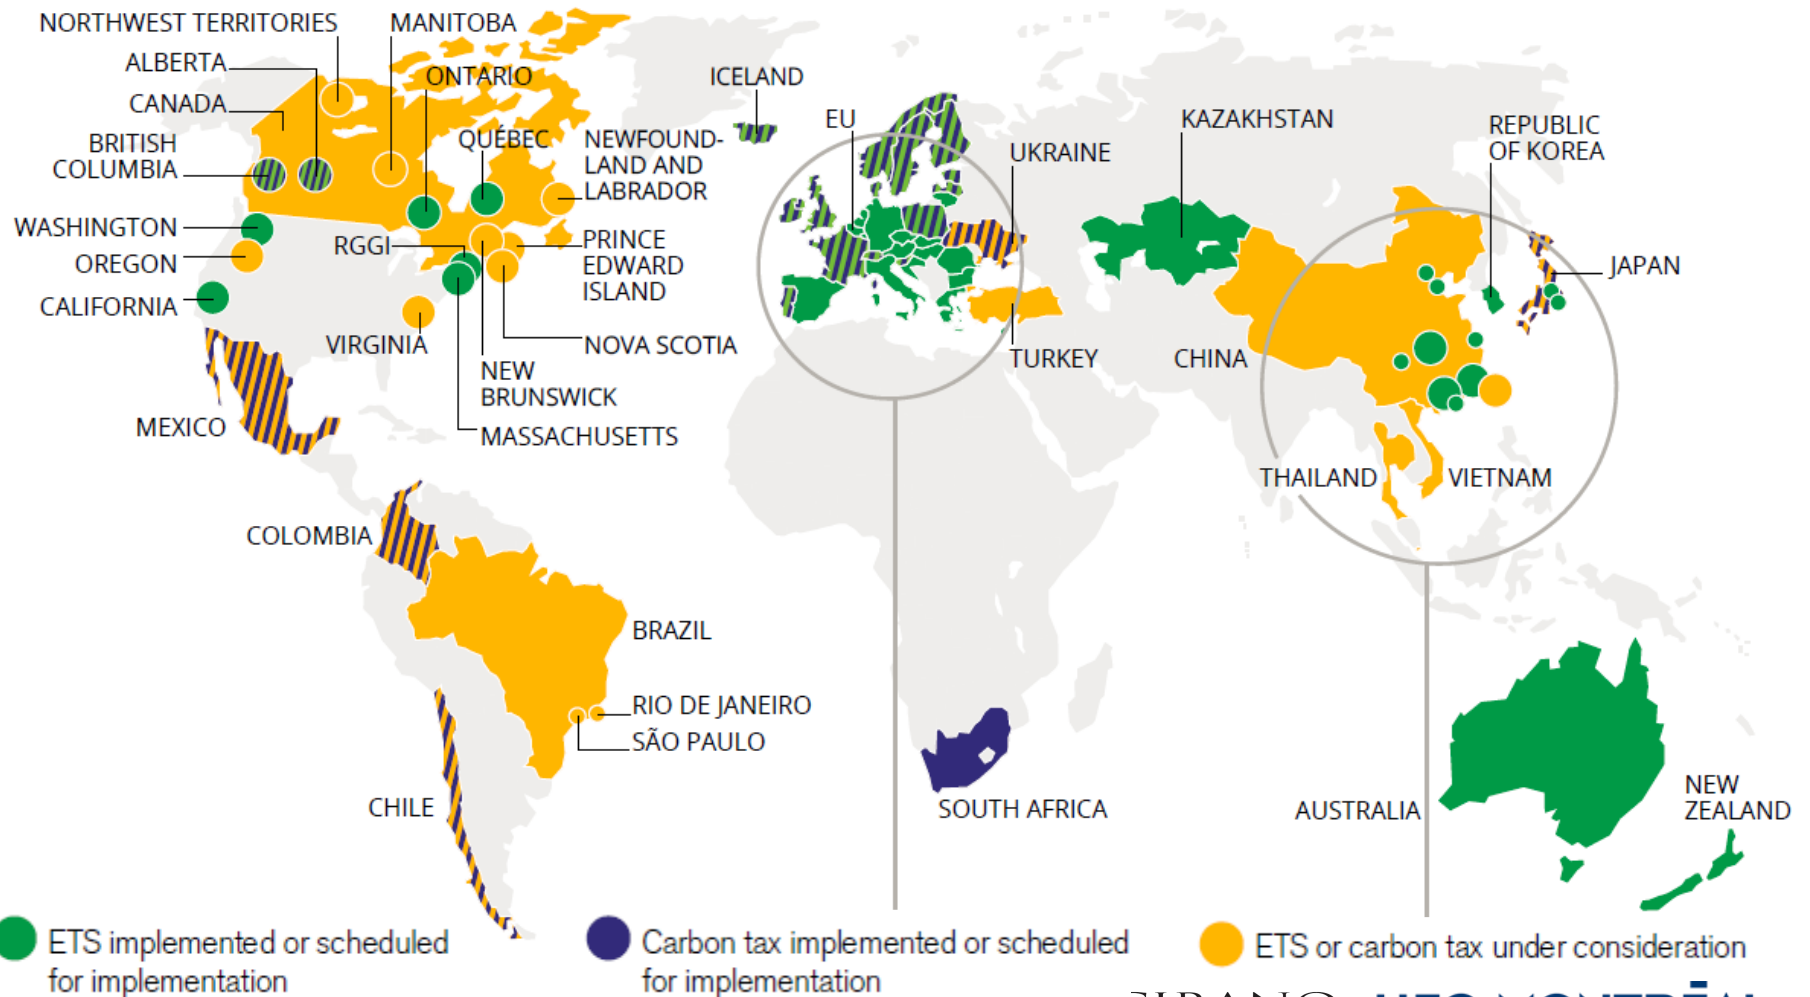 NORTHWEST TERRITORIES
MANITOBA
ALBERTA
ONTARIO
CANADA
BRITISH
COLUMBIA
QUÉBEC
NEWFOUND-
LAND AND
LABRADOR
WASHINGTON
OREGON
RGGI
PRINCE
EDWARD
ISLAND
CALIFORNIA
VIRGINIA
NOVA SCOTIA
NEW
BRUNSWICK
MASSACHUSETTS
MEXICO
ICELAND
EU
UKRAINE
KAZAKHSTAN
REPUBLIC
OF KOREA
JAPAN
TURKEY
CHINA
THAILAND
VIETNAM
COLOMBIA
BRAZIL
RIO DE JANEIRO
SÃO PAULO
CHILE
SOUTH AFRICA
AUSTRALIA
NEW
ZEALAND
ETS implemented or scheduled
for implementation
Carbon tax implemented or scheduled
for implementation
ETS or carbon tax under consideration